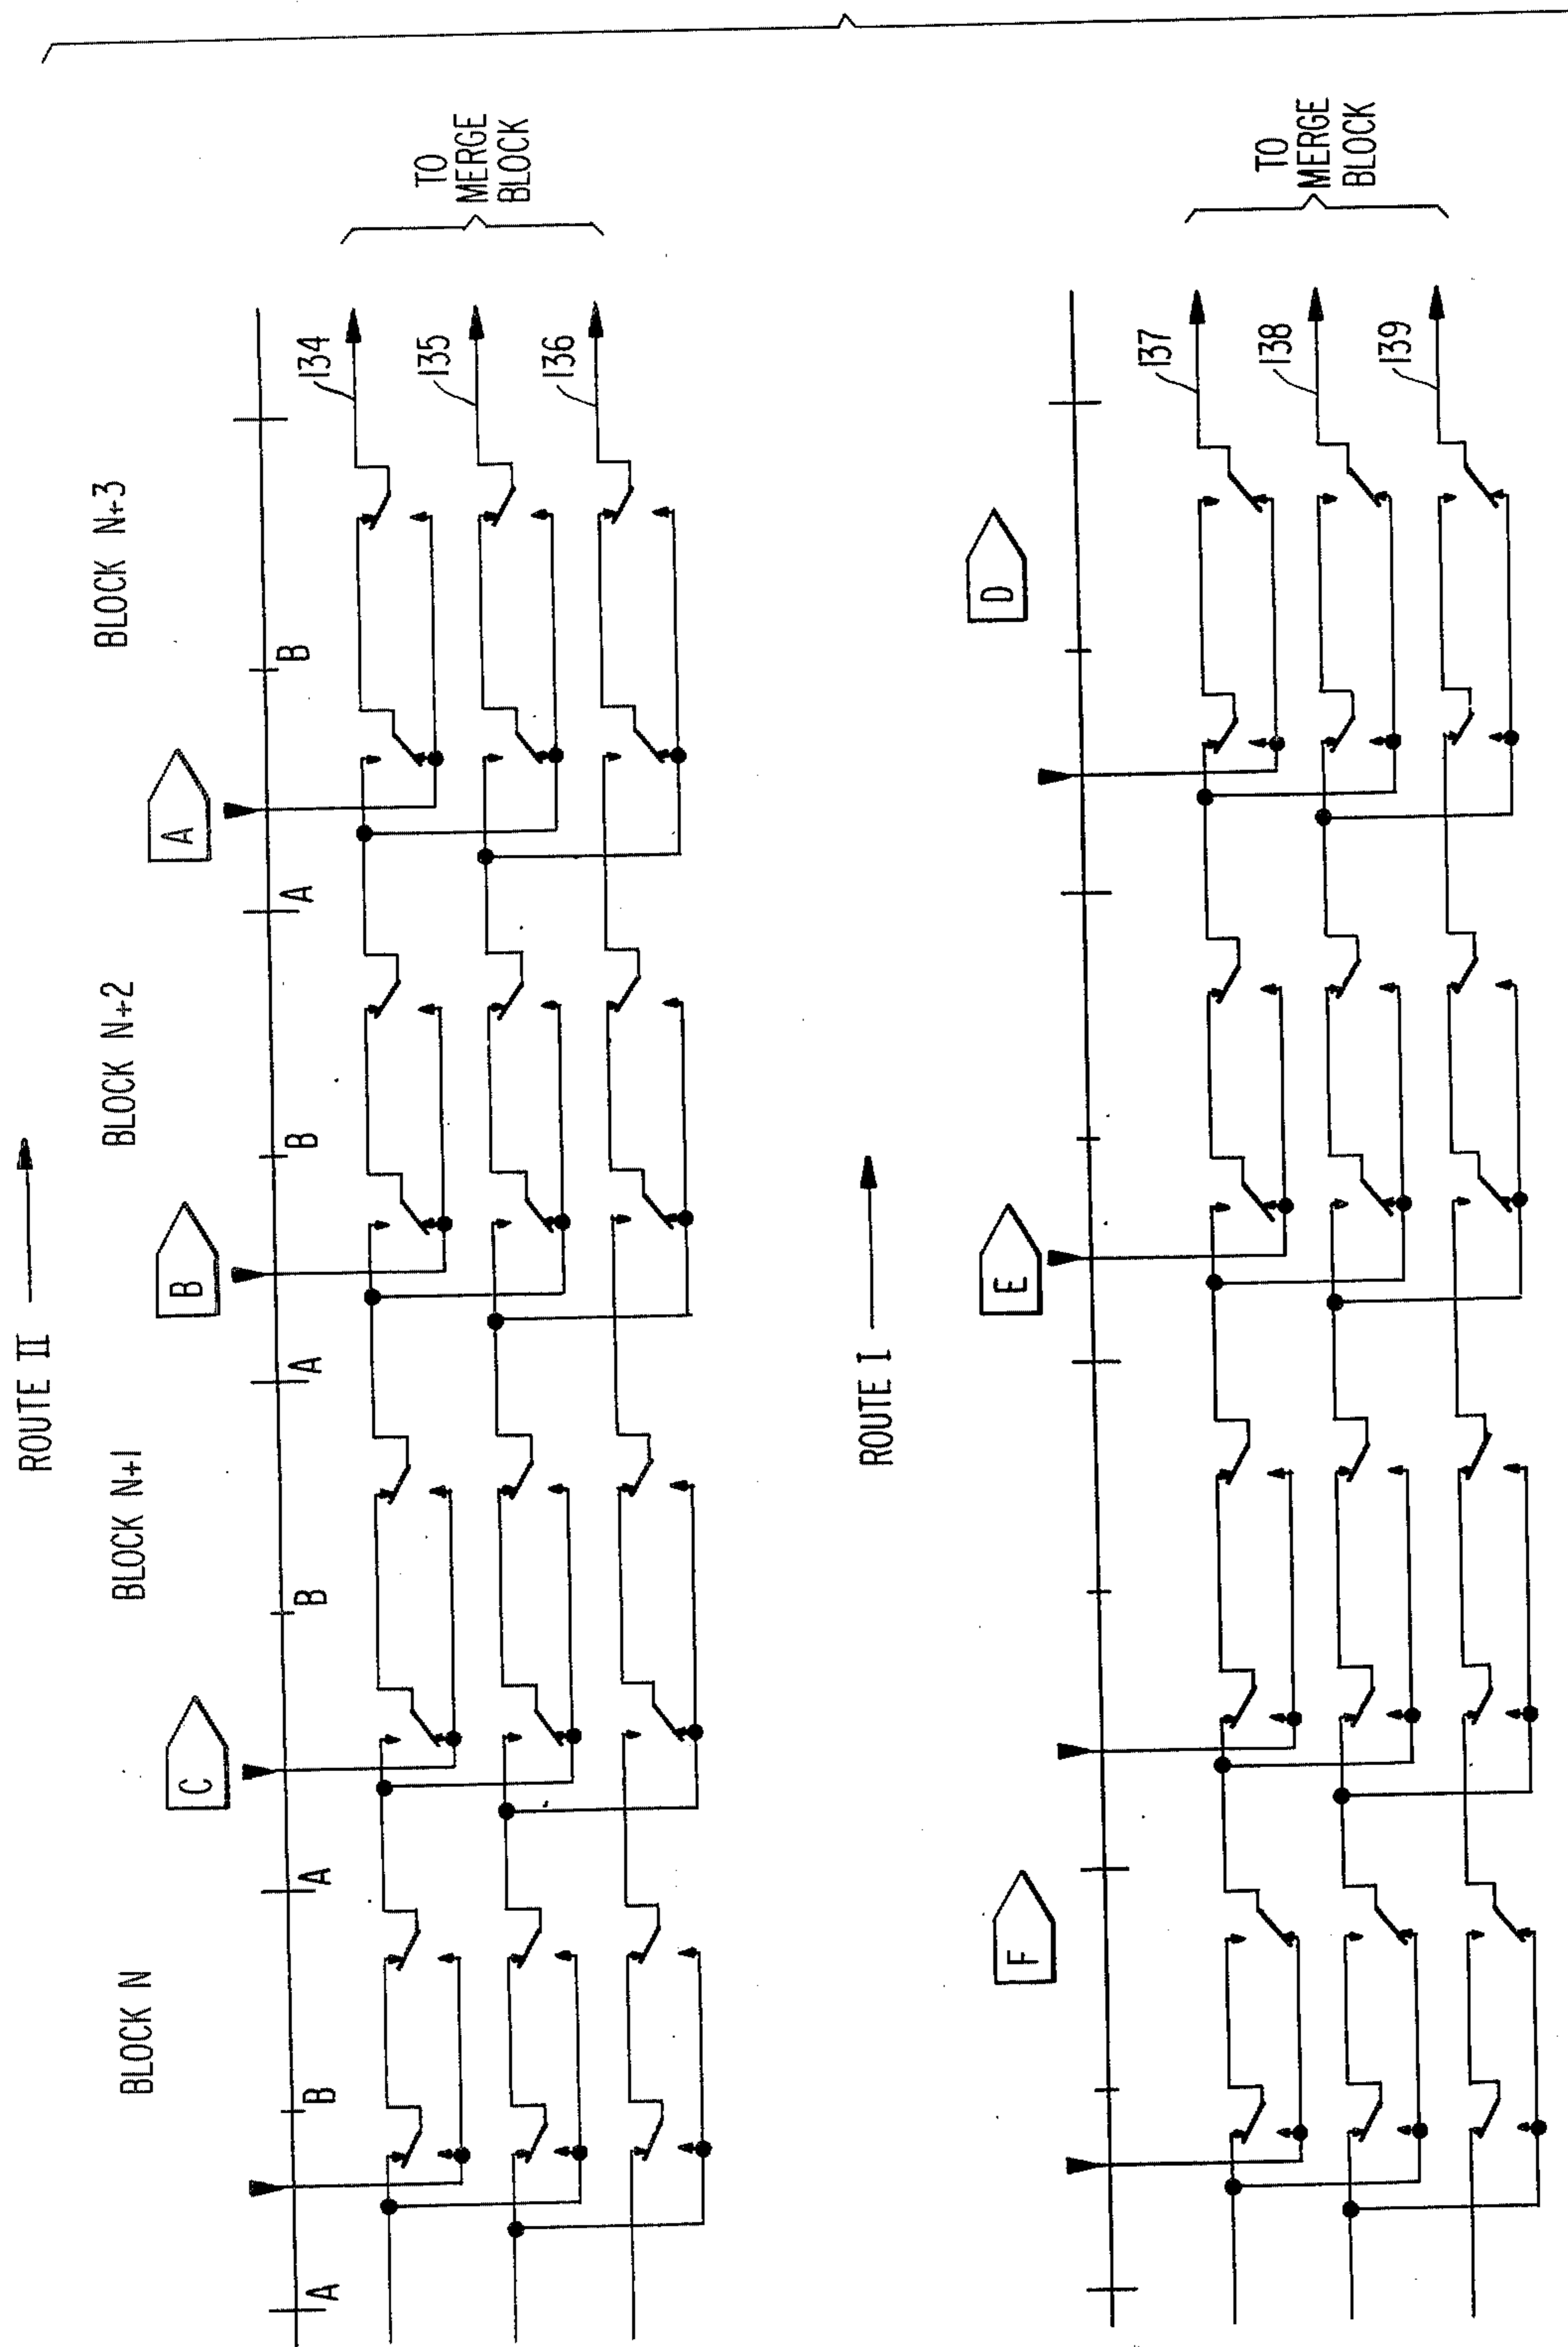 ROUTE II
BLOCK N
BLOCK N+1
BLOCK N+2
BLOCK N+3
C
B
A
A
B
A
B
A
B
A
B
134
135
136
TO
MERGE
BLOCK
ROUTE I
F
E
D
137
138
139
TO
MERGE
BLOCK